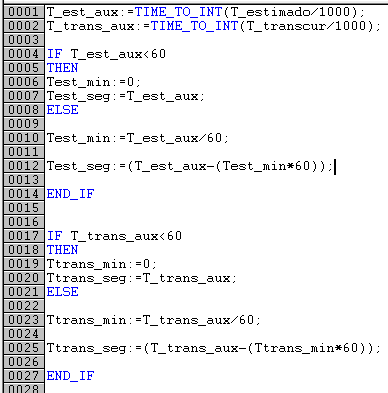 0001 T_est_aux:=TIME_TO_INT(T_estimado/1000);
0002 T_trans_aux:=TIME_TO_INT(T_transcur/1000);
0003
0004 IF T_est_aux<60
0005 THEN
0006 Test_min:=0;
0007 Test_seg:=T_est_aux;
0008 ELSE
0009
0010 Test_min:=T_est_aux/60;
0011
0012 Test_seg:=(T_est_aux-(Test_min*60));
0013
0014 END_IF
0015
0016
0017 IF T_trans_aux<60
0018 THEN
0019 Ttrans_min:=0;
0020 Ttrans_seg:=T_trans_aux;
0021 ELSE
0022
0023 Ttrans_min:=T_trans_aux/60;
0024
0025 Ttrans_seg:=(T_trans_aux-(Ttrans_min*60));
0026
0027 END_IF
0028